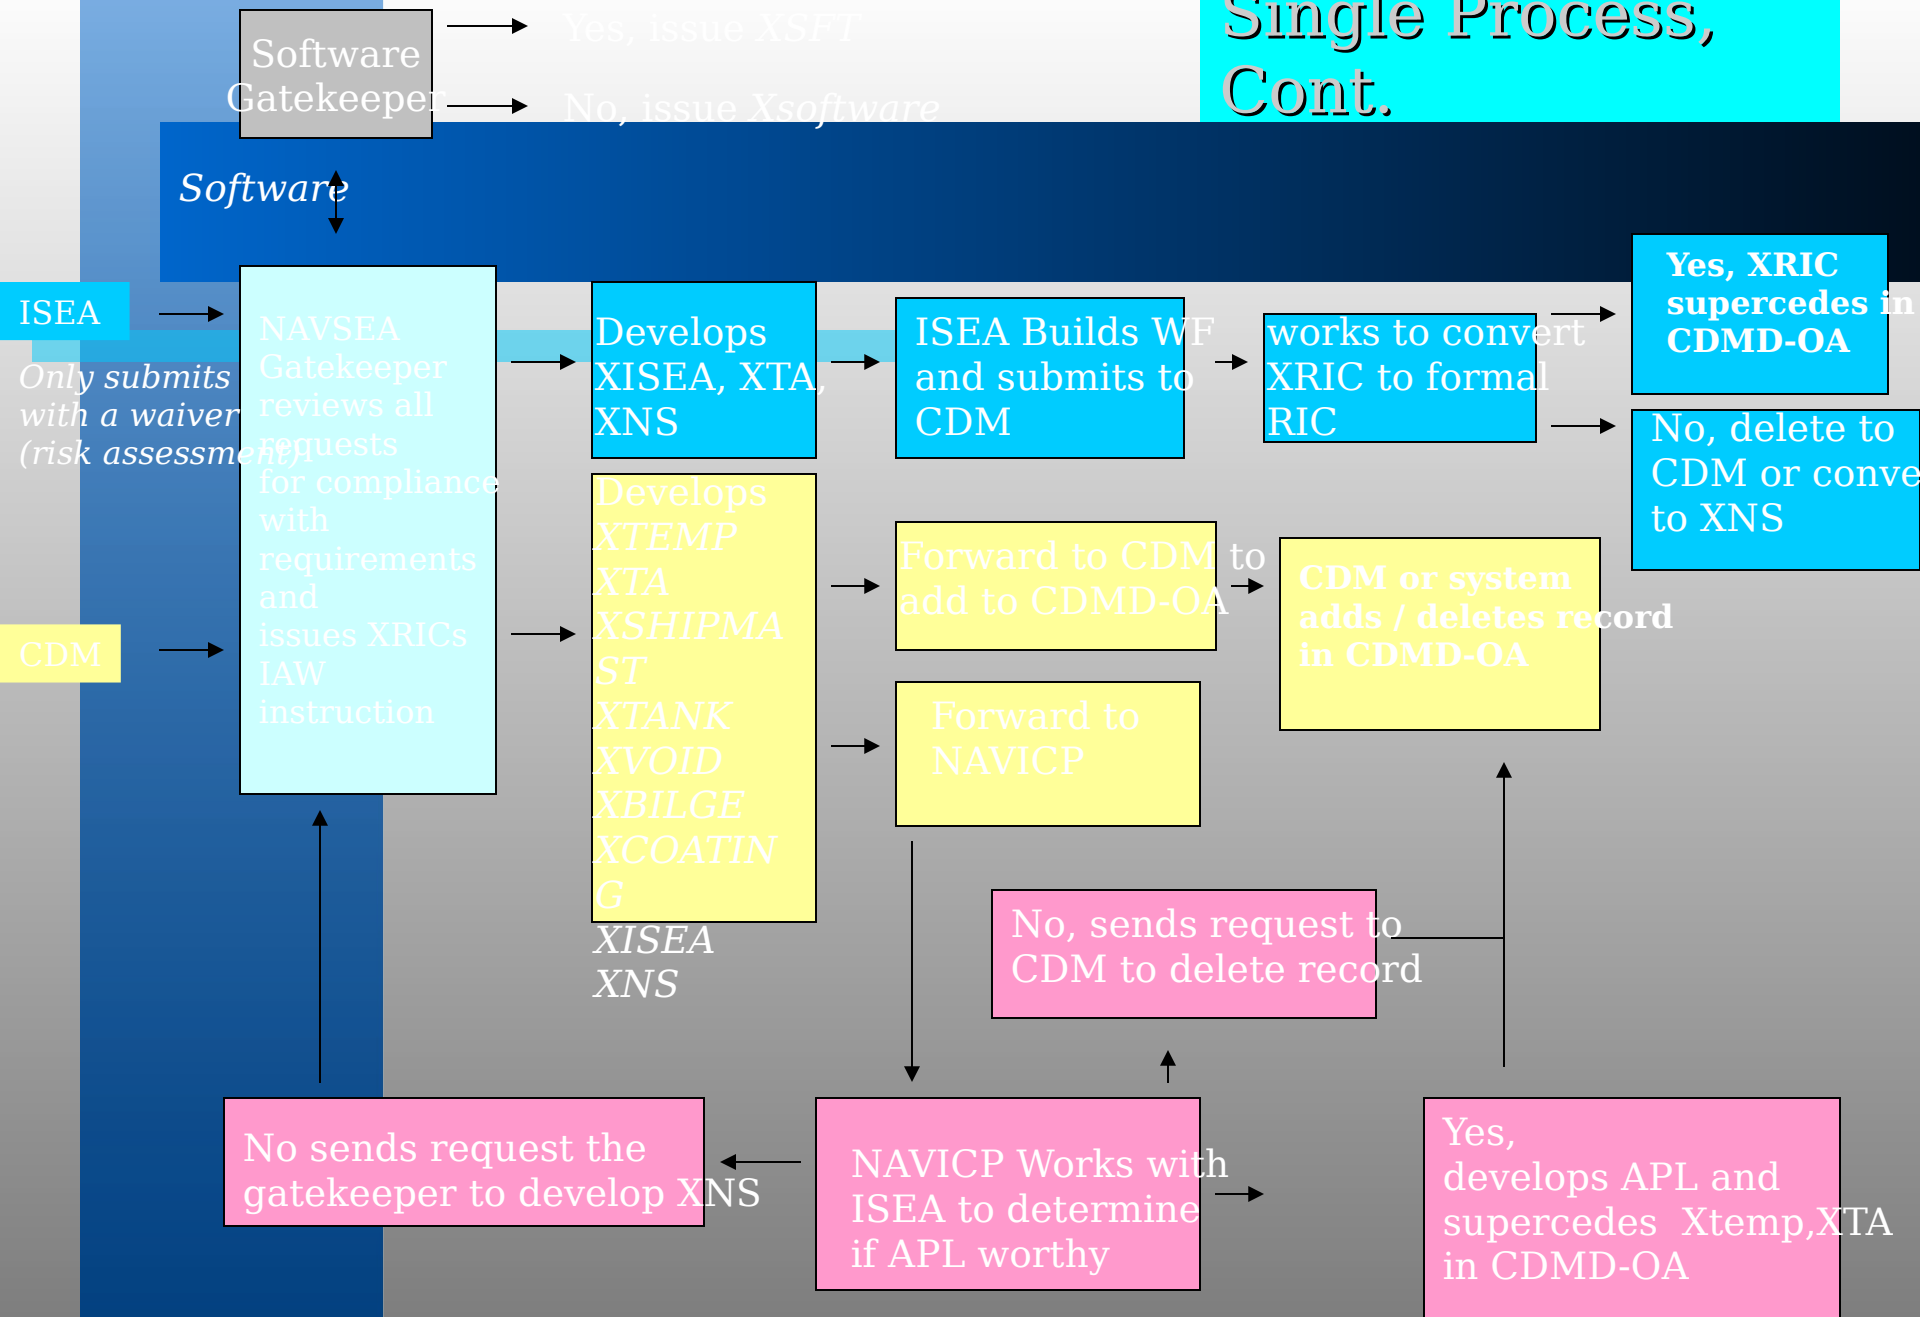 Single Process,
Cont.
Software
Gatekeeper
Yes, issue XSFT
No, issue Xsoftware
Software
ISEA
Only submits
with a waiver
(risk assessment)
CDM
NAVSEA
Gatekeeper
reviews all
requests
for compliance
with
requirements
and
issues XRICs
IAW
instruction
Develops
XISEA, XTA,
XNS
ISEA Builds WF
and submits to
CDM
works to convert
XRIC to formal
RIC
Yes, XRIC
supercedes in
CDMD-OA
No, delete to
CDM or conve
to XNS
Develops
XTEMP
XTA
XSHIPMA
ST
XTANK
XVOID
XBILGE
XCOATIN
G
XISEA
XNS
Forward to CDM to
add to CDMD-OA
CDM or system
adds / deletes record
in CDMD-OA
Forward to
NAVICP
No, sends request to
CDM to delete record
No sends request the
gatekeeper to develop XNS
NAVICP Works with
ISEA to determine
if APL worthy
Yes,
develops APL and
supercedes  Xtemp,XTA
in CDMD-OA